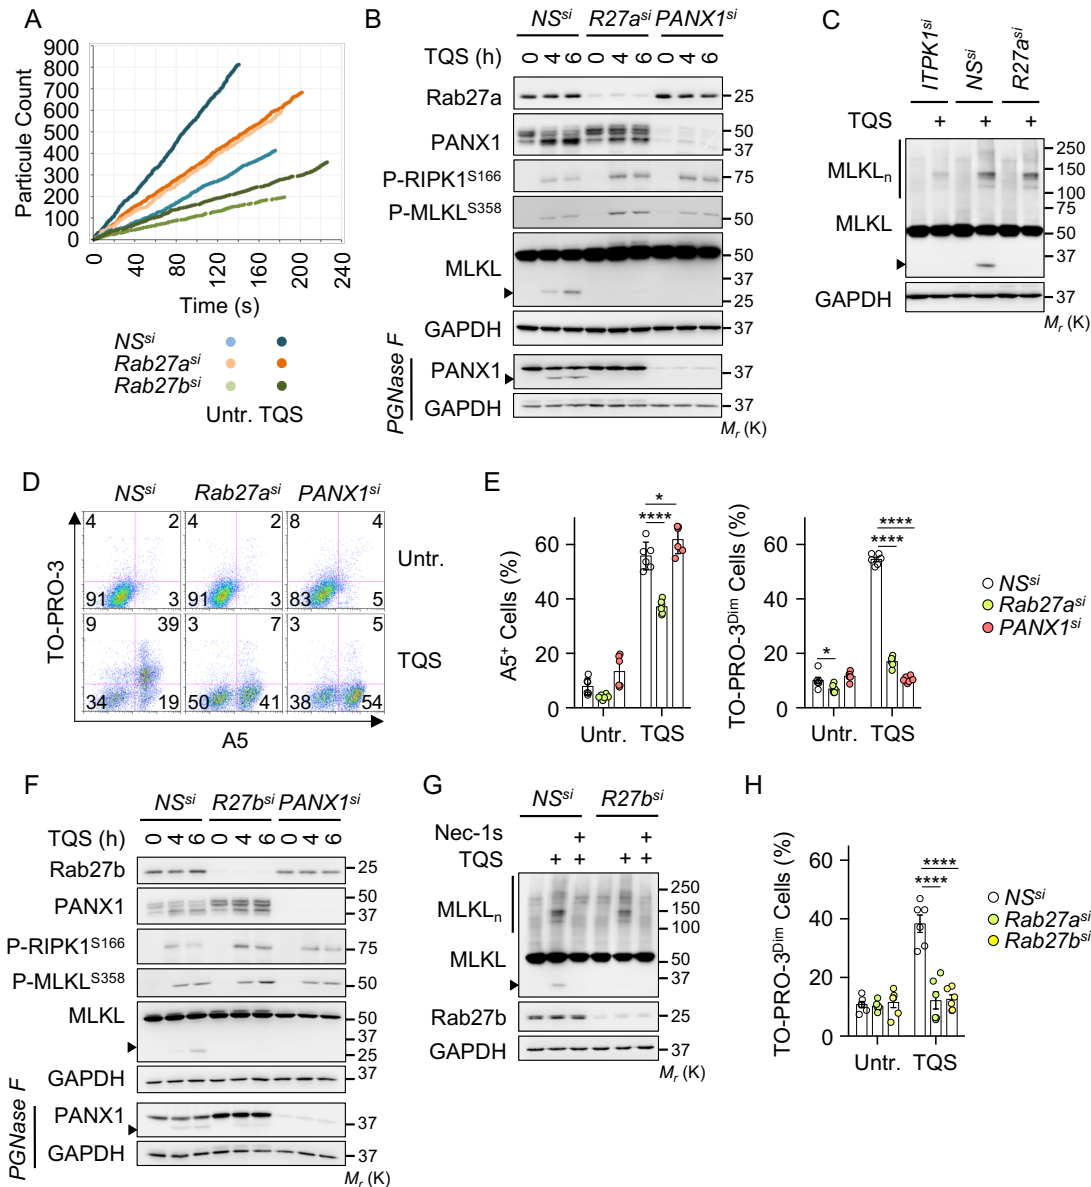 A
Particule Count
900
800
700
600
500
400
300
200
100
0
0 40 80 120 160 200 240
Time (s)
NSsi
Rab27asi
Rab27bsi
Untr. TQS
B
NSsi R27asi PANX1si
TQS (h) 0 4 6 0 4 6 0 4 6
Rab27a 25
PANX1 50
37
P-RIPK1S166 75
P-MLKLS358 50
MLKL 50
37
25
GAPDH 37
PGNase F
PANX1 37
GAPDH 37
Mr (K)
C
ITPK1si NSsi R27asi
TQS + + +
MLKLn 250
150
100
75
MLKL 50
37
GAPDH 37
Mr (K)
D
NSsi Rab27asi PANX1si
TO-PRO-3
4 2 4 2 8 4
Untr.
91 3 91 3 83 5
9 39 3 7 3 5
TQS
34 19 50 41 38 54
A5
E
A5+ Cells (%)
60
40
20
0
* 
****
Untr. TQS
TO-PRO-3Dim Cells (%)
60
40
20
0
*
****
****
Untr. TQS
NSsi
Rab27asi
PANX1si
F
NSsi R27bsi PANX1si
TQS (h) 0 4 6 0 4 6 0 4 6
Rab27b 25
PANX1 50
37
P-RIPK1S166 75
P-MLKLS358 50
MLKL 50
37
25
GAPDH 37
PGNase F
PANX1 37
GAPDH 37
Mr (K)
G
NSsi R27bsi
Nec-1s + +
TQS + + + +
MLKLn 250
150
100
MLKL 50
37
Rab27b 25
GAPDH 37
Mr (K)
H
TO-PRO-3Dim Cells (%)
60
40
20
0
****
****
Untr. TQS
NSsi
Rab27asi
Rab27bsi